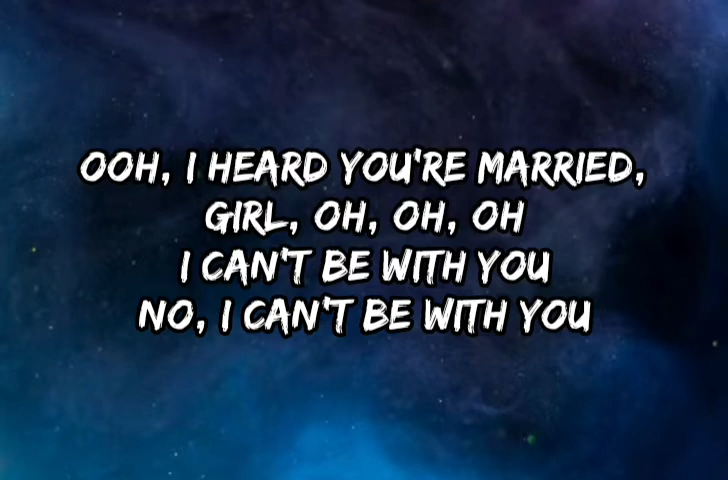 OOH, I HEARD YOU'RE MARRIED,
GIRL, OH, OH, OH
I CAN'T BE WITH YOU
NO, I CAN'T BE WITH YOU